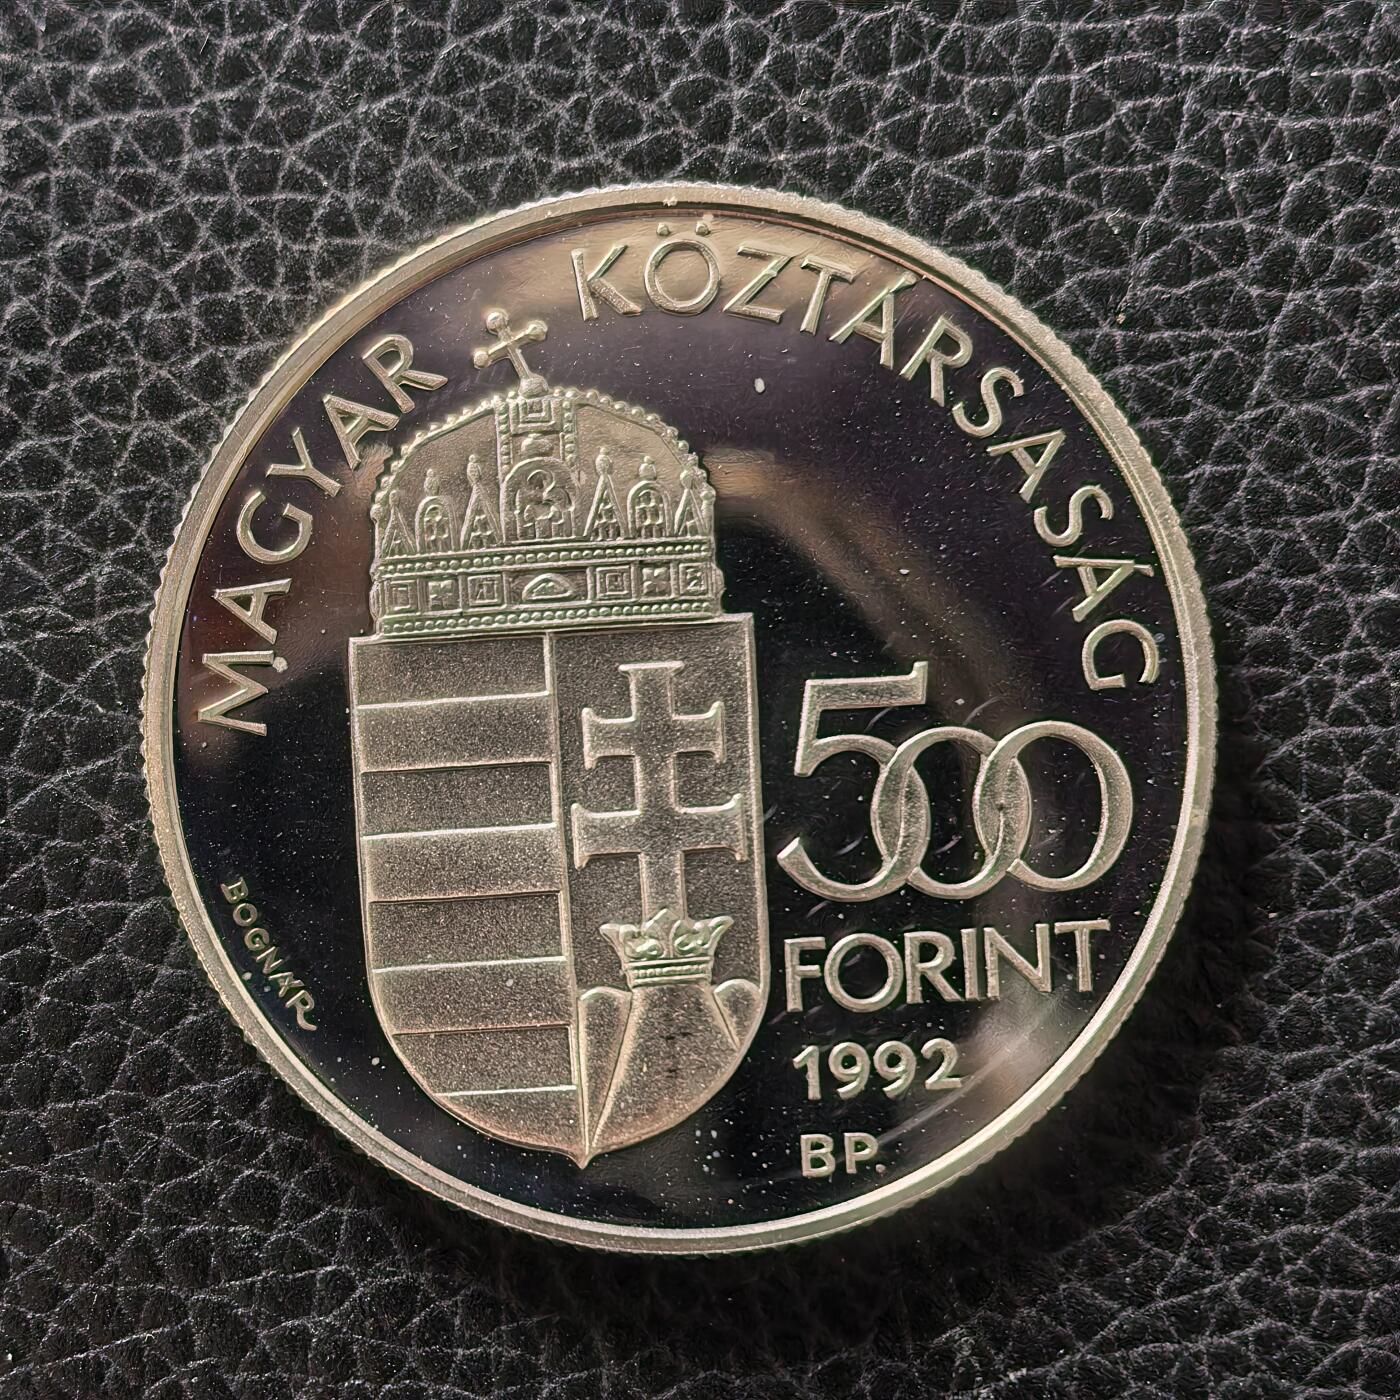 MAGYAR KÖZTÁRSASÁG
500
FORINT
1992
BP.
BOGNÁR